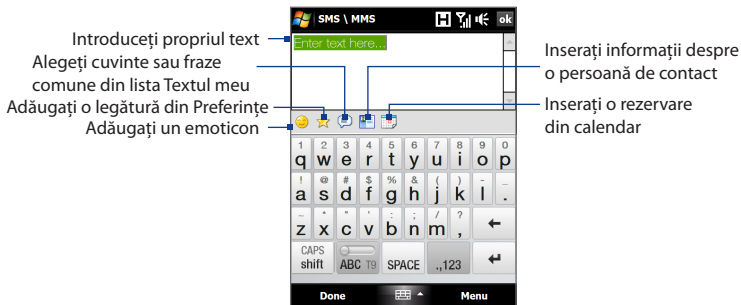 SMS \ MMS
H
ok
Introduceți propriul text
Enter text here...
Alegeți cuvinte sau fraze
comune din lista Textul meu
Adăugați o legătură din Preferințe
Adăugați un emoticon
Inserați informații despre
o persoană de contact
Inserați o rezervare
din calendar
1 2 3 4 5 6 7 8 9 0
q w e r t y u i o p
! @ # $ % & ( ) - _
a s d f g h j k l .
~ * " ' : ; / ?
z x c v b n m ,
CAPS
shift ABC T9 SPACE .,123
Done Menu